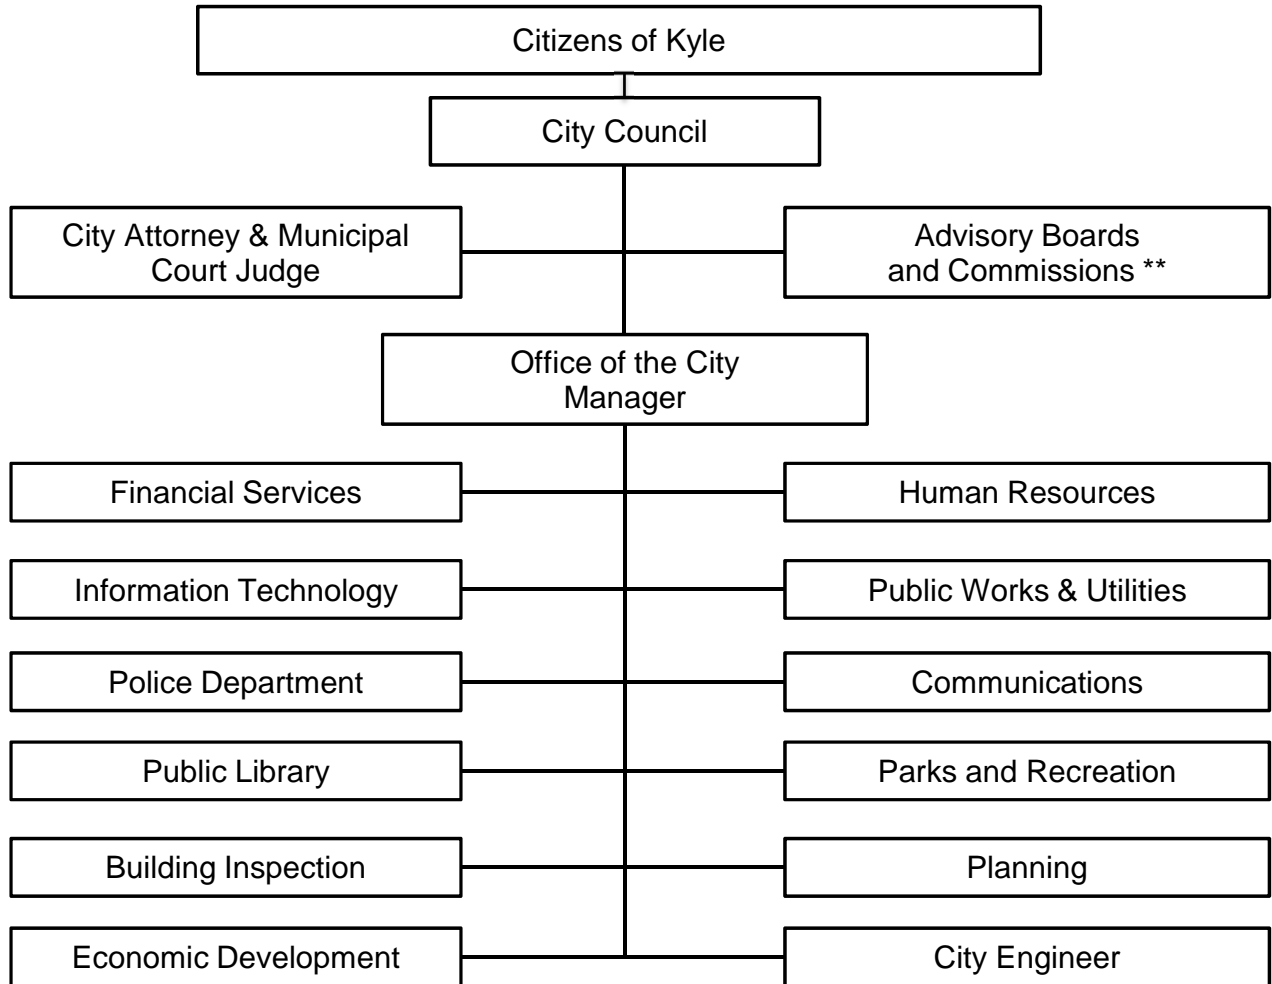 Citizens of Kyle
City Council
City Attorney & Municipal
Court Judge
Advisory Boards
and Commissions **
Office of the City
Manager
Financial Services
Human Resources
Information Technology
Public Works & Utilities
Police Department
Communications
Public Library
Parks and Recreation
Building Inspection
Planning
Economic Development
City Engineer